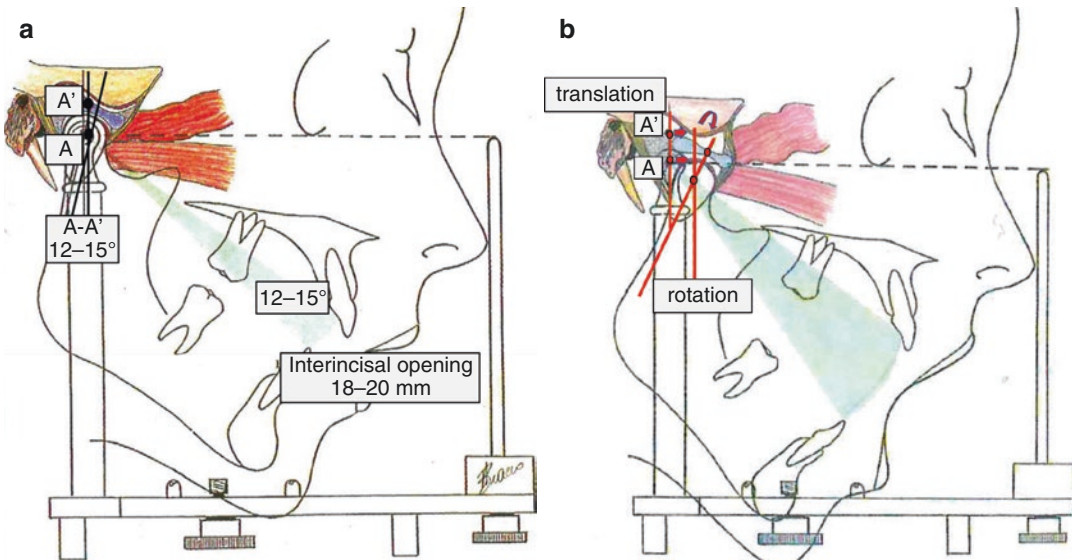 a
A'
A
A-A'
12–15°
12–15°
Interincisal opening
18–20 mm
b
translation
A'
A
rotation